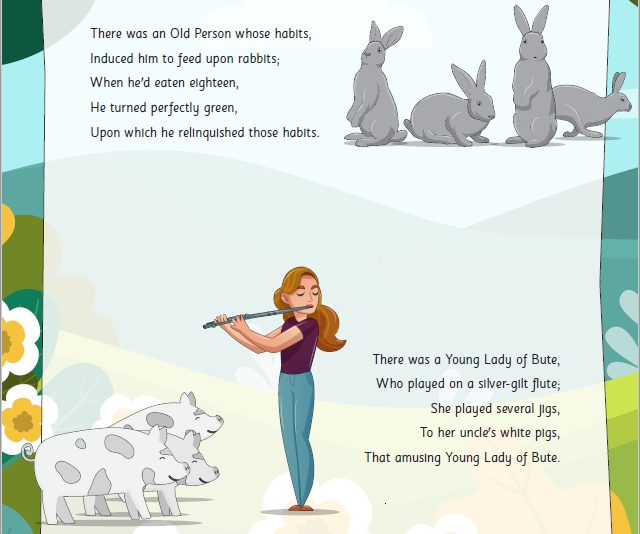 There was an Old Person whose habits,
Induced him to feed upon rabbits;
When he'd eaten eighteen,
He turned perfectly green,
Upon which he relinquished those habits.
There was a Young Lady of Bute,
Who played on a silver-gilt flute;
She played several jigs,
To her uncle's white pigs,
That amusing Young Lady of Bute.